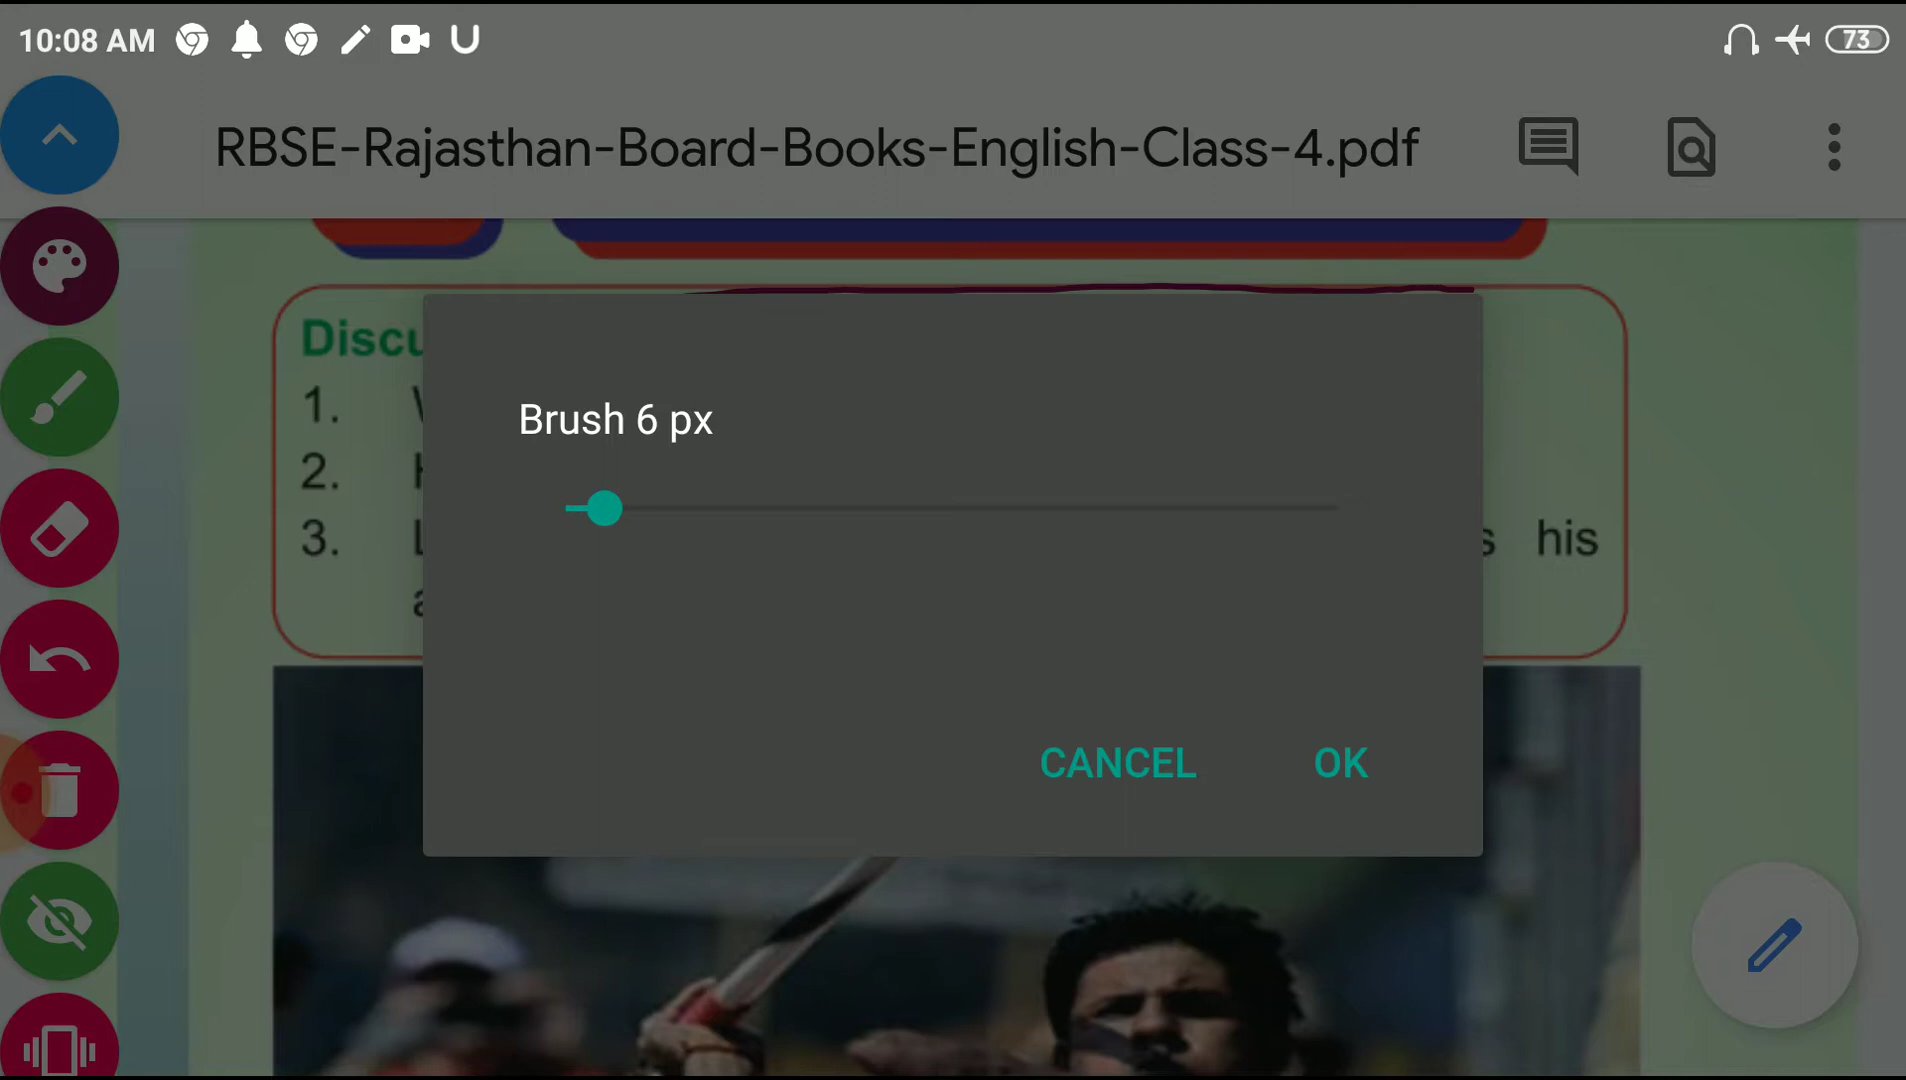 10:08 AM
73
RBSE-Rajasthan-Board-Books-English-Class-4.pdf
1.
2.
3.
his
Brush 6 px
CANCEL
OK